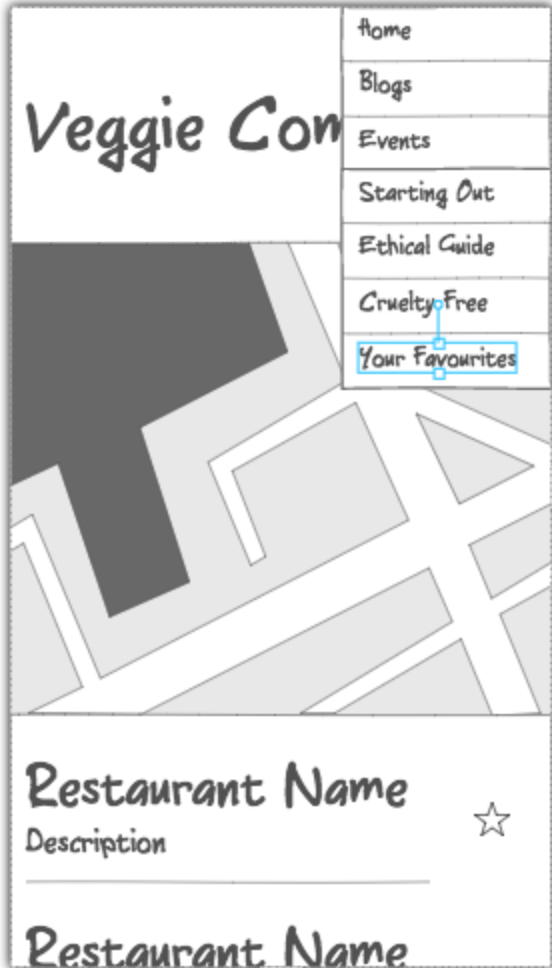 Home
Blogs
Veggie Com
Events
Starting Out
Ethical Guide
Cruelty Free
Your Favourites
Restaurant Name
Description
Restaurant Name